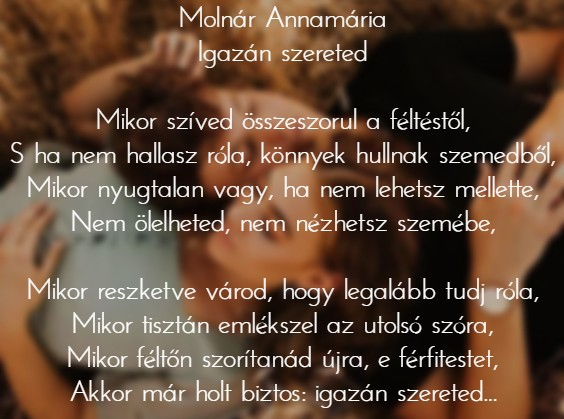 Molnár Annamária
Igazán szereted
Mikor szíved összeszorul a féltéstől,
S ha nem hallasz róla, könnyek hullnak szemedből,
Mikor nyugtalan vagy, ha nem lehetsz mellette,
Nem ölelheted, nem nézhetsz szemébe,
Mikor reszketve várod, hogy legalább tudj róla,
Mikor tisztán emlékszel az utolsó szóra,
Mikor féltőn szorítanád újra, e férfitestet,
Akkor már holt biztos: igazán szereted...